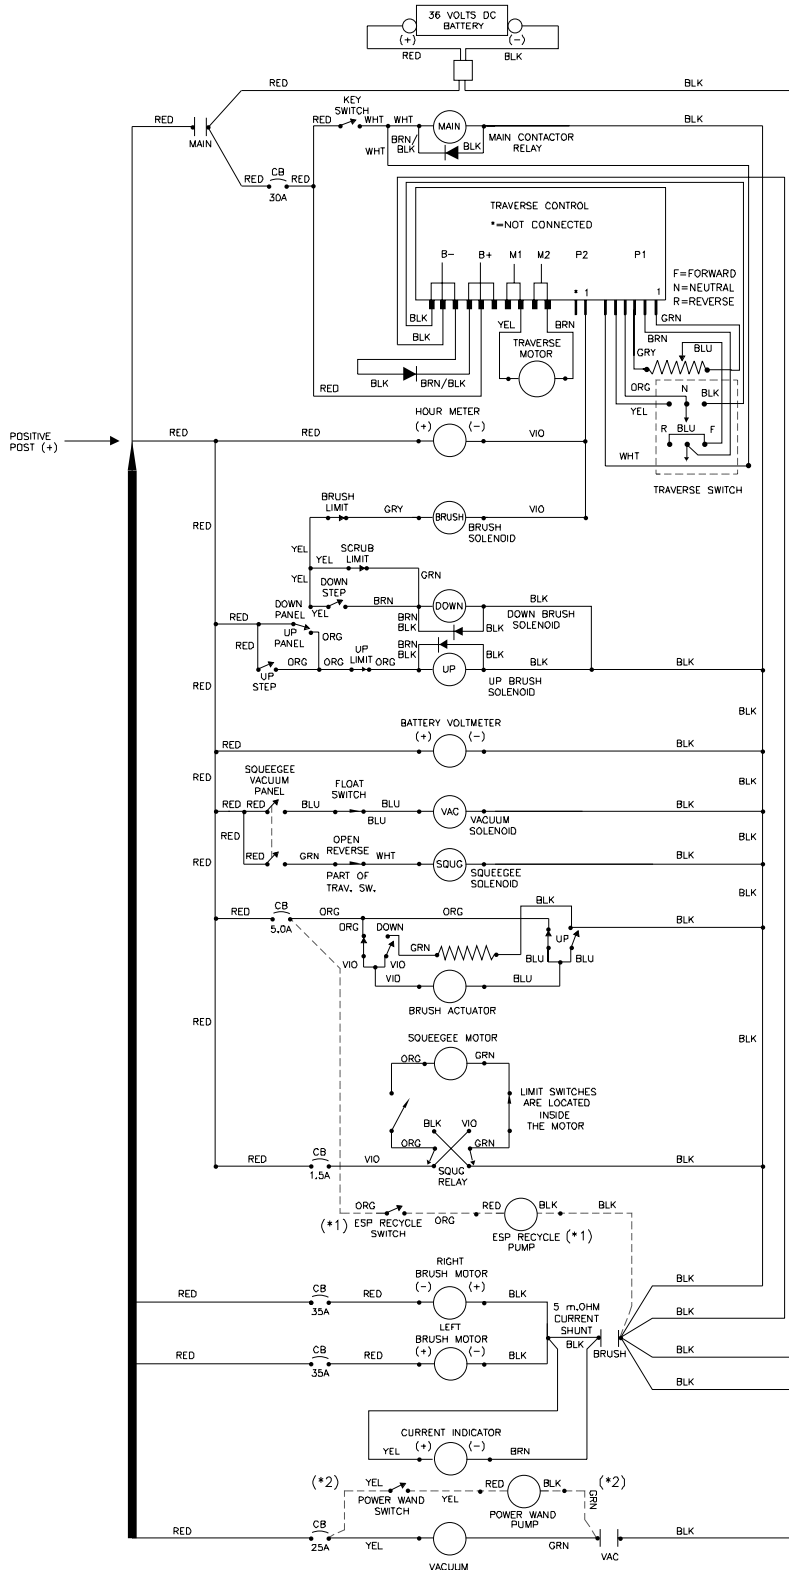 36 VOLTS DC
BATTERY
(+) (-)
RED BLK
RED BLK
RED
MAIN
KEY
SWITCH
RED WHT WHT MAIN BLK
BRN/
BLK BLK
MAIN CONTACTOR
RELAY
WHT
CB
RED RED
30A
TRAVERSE CONTROL
*=NOT CONNECTED
B- B+ M1 M2 P2 P1
* 1 1
F=FORWARD
N=NEUTRAL
R=REVERSE
BLK
BLK
YEL BRN
GRN
BRN
BLU
GRY
TRAVERSE
MOTOR
BLK BRN/BLK
RED
ORG N BLK
YEL
R BLU F
WHT
TRAVERSE SWITCH
POSITIVE
POST (+)
RED RED
HOUR METER
(+) (-)
VIO
RED
BRUSH
LIMIT
GRY BRUSH VIO
BRUSH
SOLENOID
YEL
YEL
SCRUB
LIMIT
GRN
YEL
DOWN
STEP
YEL
BRN DOWN BLK
DOWN BRUSH
SOLENOID
BRN
BLK BLK
RED
DOWN
PANEL
UP
PANEL
ORG
RED
UP
STEP
ORG ORG
UP
LIMIT
ORG
BRN
BLK BLK
UP BLK BLK
UP BRUSH
SOLENOID
RED
BLK
BATTERY VOLTMETER
(+) (-)
RED BLK
RED
BLK
SQUEEGEE
VACUUM
PANEL
RED RED BLU
FLOAT
SWITCH
BLU
BLU
VAC BLK
VACUUM
SOLENOID
RED
BLK
RED GRN
OPEN
REVERSE
WHT
PART OF
TRAV. SW.
SQUG BLK
SQUEEGEE
SOLENOID
RED
BLK
RED
CB
5.0A
ORG ORG BLK BLK
ORG DOWN
GRN
UP
VIO VIO
BLU BLU
VIO BLU
BRUSH ACTUATOR
RED
BLK
SQUEEGEE MOTOR
ORG GRN
LIMIT SWITCHES
ARE LOCATED
INSIDE
THE MOTOR
BLK VIO
ORG GRN
RED
CB
1.5A
VIO
SQUG
RELAY
BLK
(*1)
ORG
ESP RECYCLE
SWITCH
ORG
RED BLK BLK
ESP RECYCLE
PUMP
(*1)
BLK
RIGHT
BRUSH MOTOR
(-) (+)
RED
CB
35A
RED BLK
BLK
5 m.OHM
CURRENT
SHUNT
BLK
BRUSH
LEFT
BRUSH MOTOR
(+) (-)
RED
CB
35A
RED BLK
BLK
BLK
CURRENT INDICATOR
(+) (-)
YEL BRN
(*2)
YEL
POWER WAND
SWITCH
YEL
RED BLK
POWER WAND
PUMP
(*2)
GRN
RED
CB
25A
YEL GRN
VAC
BLK
VACUUM